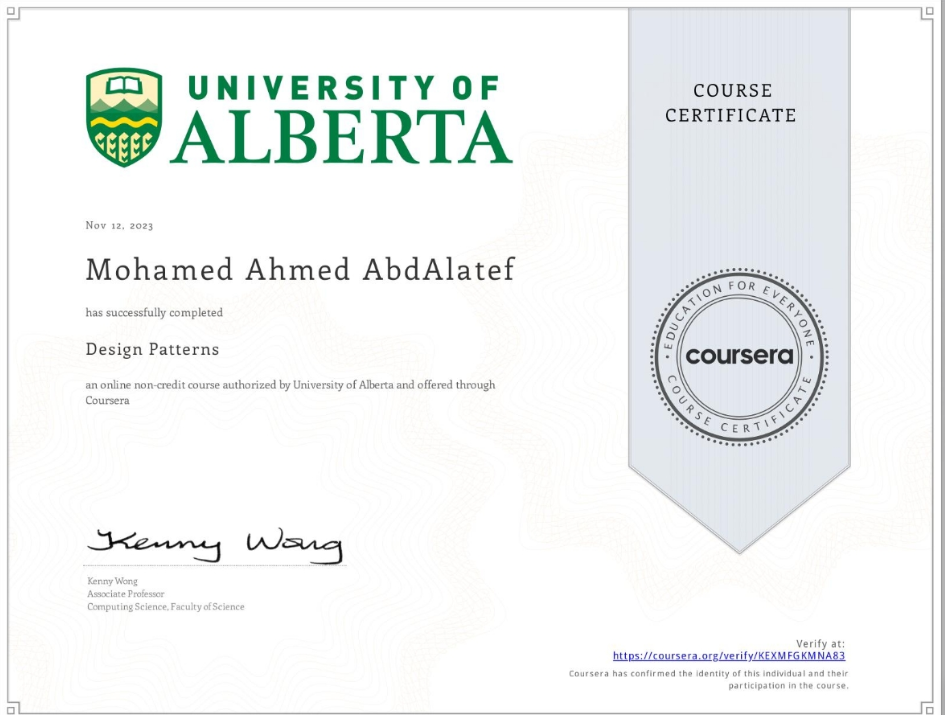 UNIVERSITY OF
ALBERTA
COURSE
CERTIFICATE
Nov 12, 2023
Mohamed Ahmed AbdAlatef
has successfully completed
Design Patterns
an online non-credit course authorized by University of Alberta and offered through
Coursera
EDUCATION FOR EVERYONE
coursera
COURSE CERTIFICATE
Kenny Wong
Kenny Wong
Associate Professor
Computing Science, Faculty of Science
Verify at:
https://coursera.org/verify/KEXMFGKMNA83
Coursera has confirmed the identity of this individual and their
participation in the course.